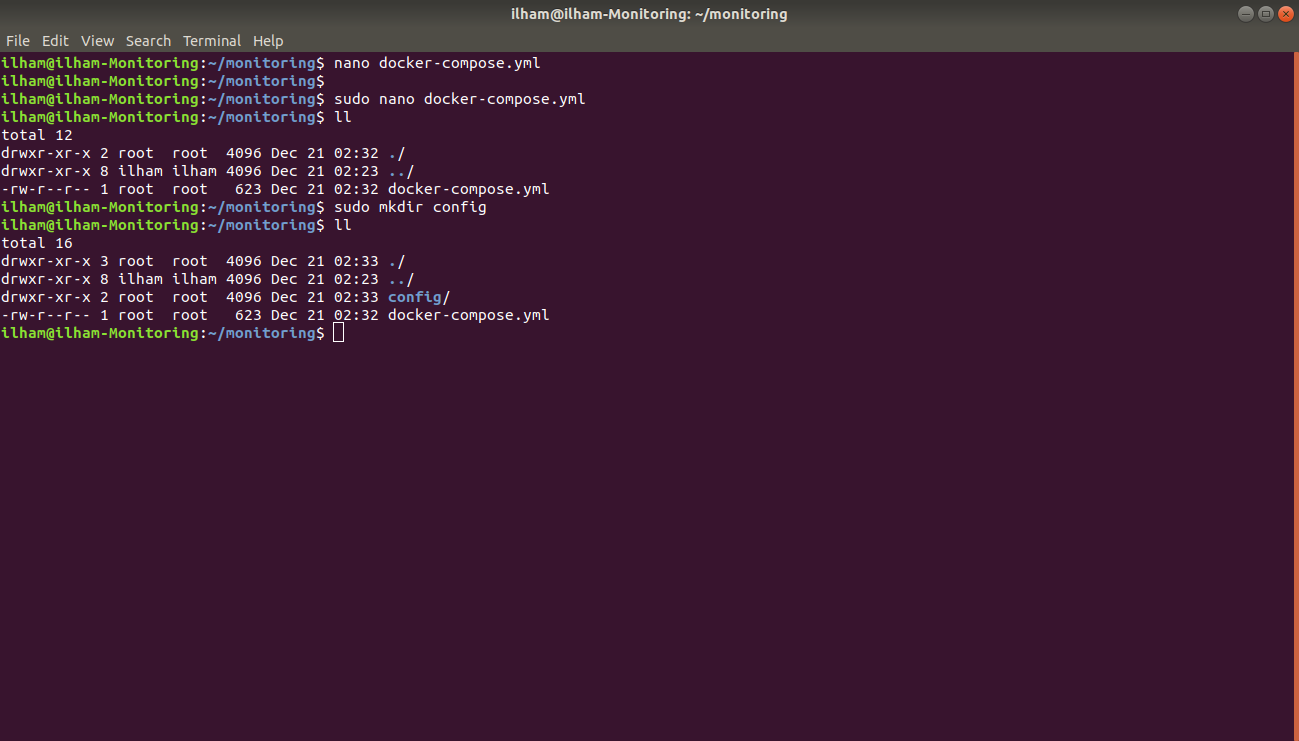 ilham@ilham-Monitoring: ~/monitoring
File Edit View Search Terminal Help
ilham@ilham-Monitoring:~/monitoring$ nano docker-compose.yml
ilham@ilham-Monitoring:~/monitoring$
ilham@ilham-Monitoring:~/monitoring$ sudo nano docker-compose.yml
ilham@ilham-Monitoring:~/monitoring$ ll
total 12
drwxr-xr-x 2 root  root  4096 Dec 21 02:32 ./
drwxr-xr-x 8 ilham ilham 4096 Dec 21 02:23 ../
-rw-r--r-- 1 root  root   623 Dec 21 02:32 docker-compose.yml
ilham@ilham-Monitoring:~/monitoring$ sudo mkdir config
ilham@ilham-Monitoring:~/monitoring$ ll
total 16
drwxr-xr-x 3 root  root  4096 Dec 21 02:33 ./
drwxr-xr-x 8 ilham ilham 4096 Dec 21 02:23 ../
drwxr-xr-x 2 root  root  4096 Dec 21 02:33 config/
-rw-r--r-- 1 root  root   623 Dec 21 02:32 docker-compose.yml
ilham@ilham-Monitoring:~/monitoring$